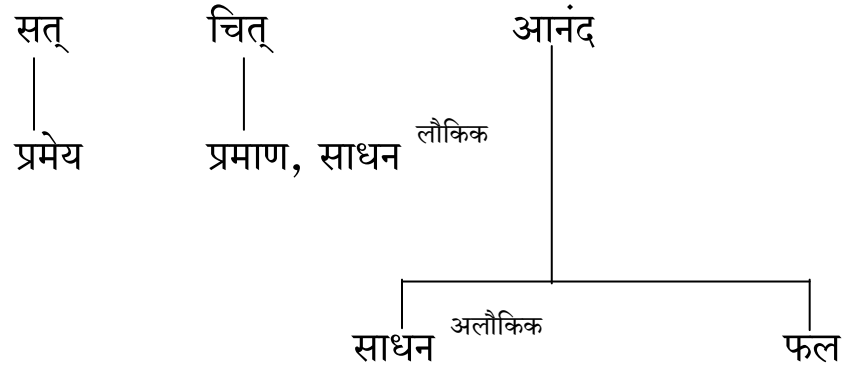 सत् चित् आनंद
प्रमेय प्रमाण, साधन लौकिक
साधन अलौकिक फल